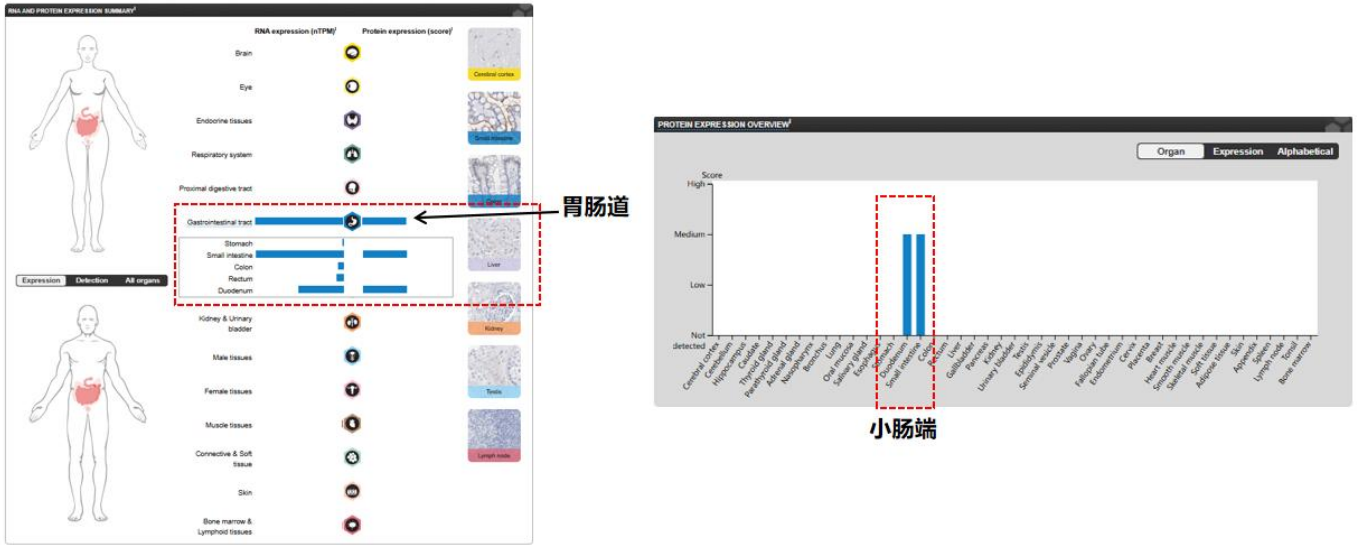 RNA AND PROTEIN EXPRESSION SUMMARY
RNA expression (nTPM)
Protein expression (score)
Brain
Eye
Endocrine tissues
Respiratory system
Proximal digestive tract
Gastrointestinal tract
Stomach
Small intestine
Colon
Rectum
Duodenum
Kidney & Urinary
bladder
Male tissues
Female tissues
Muscle tissues
Connective & Soft
tissue
Skin
Bone marrow &
Lymphoid tissues
Expression
Detection
All organs
Cerebral cortex
Small intestine
Colon
Liver
Kidney
Testis
Lymph node
胃肠道
PROTEIN EXPRESSION OVERVIEW
Organ
Expression
Alphabetical
Score
High
Medium
Low
Not
detected
Cerebral cortex
Cerebellum
Hippocampus
Caudate
Thyroid gland
Parathyroid gland
Adrenal gland
Nasopharynx
Bronchus
Lung
Oral mucosa
Salivary gland
Esophagus
Stomach
Duodenum
Small intestine
Colon
Rectum
Liver
Gallbladder
Pancreas
Kidney
Urinary bladder
Testis
Epididymis
Seminal vesicle
Prostate
Vagina
Ovary
Fallopian tube
Endometrium
Cervix
Placenta
Breast
Heart muscle
Smooth muscle
Skeletal muscle
Soft tissue
Adipose tissue
Skin
Appendix
Spleen
Lymph node
Tonsil
Bone marrow
小肠端